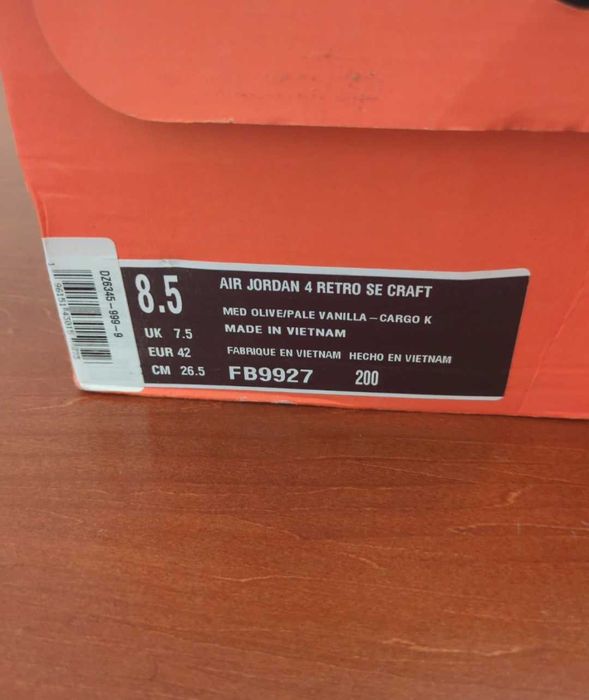 8.5
AIR JORDAN 4 RETRO SE CRAFT
MED OLIVE/PALE VANILLA–CARGO K
UK 7.5
MADE IN VIETNAM
EUR 42
FABRIQUE EN VIETNAM HECHO EN VIETNAM
CM 26.5
FB9927 200
DZ6345-999-9